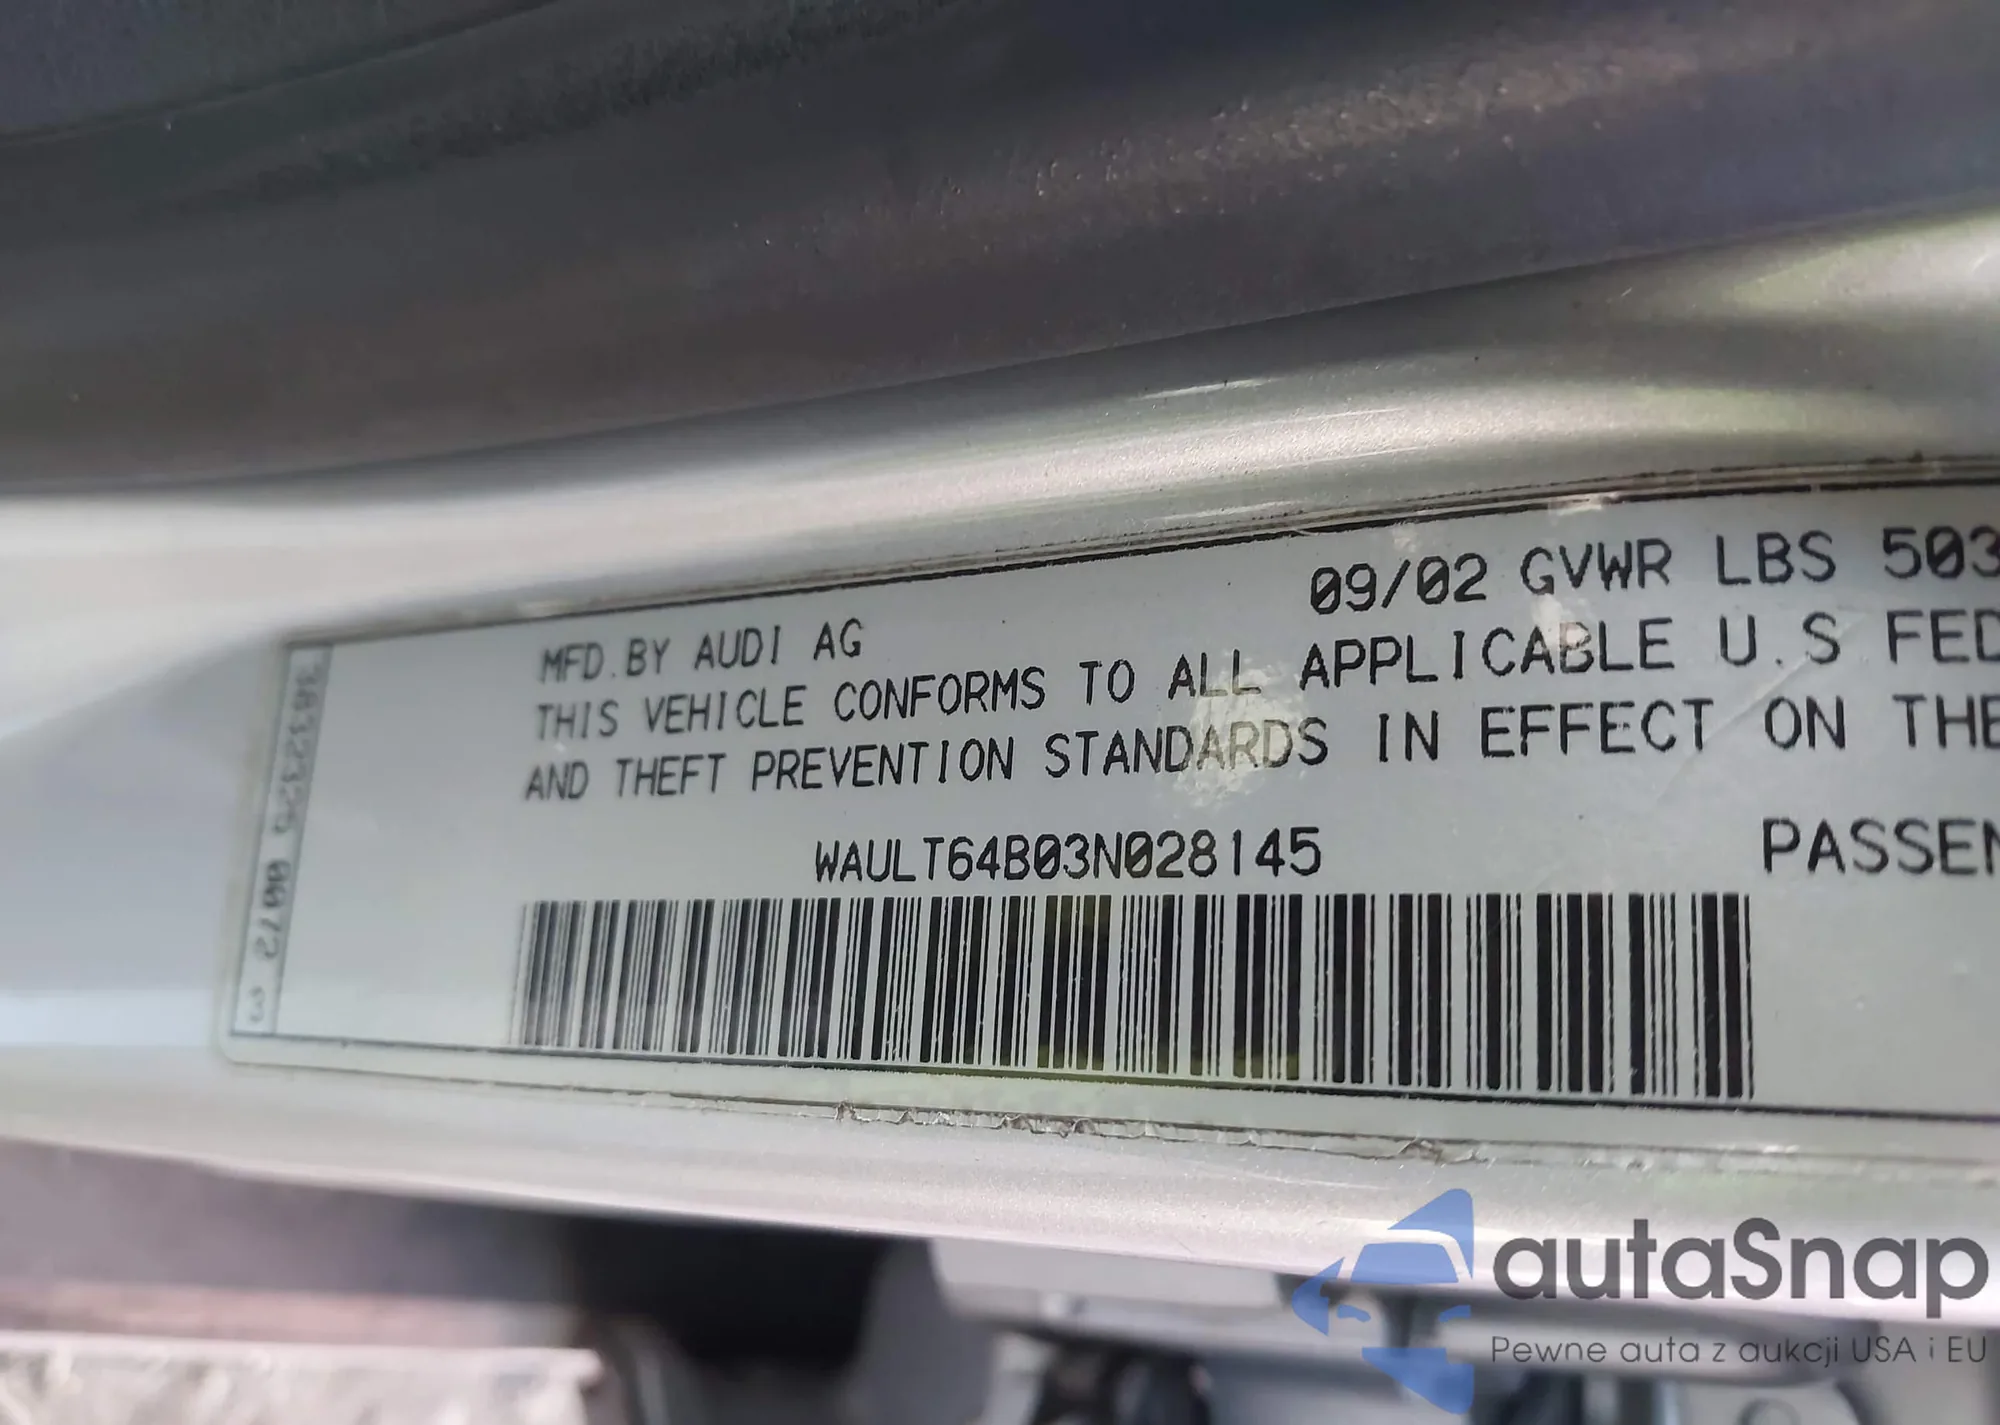 09/02 GVWR LBS 503
MFD.BY AUDI AG
THIS VEHICLE CONFORMS TO ALL APPLICABLE U.S FED
AND THEFT PREVENTION STANDARDS IN EFFECT ON THE
WAULT64B03N028145
PASSEN
autaSnap
Pewne auta z aukcji USA i EU